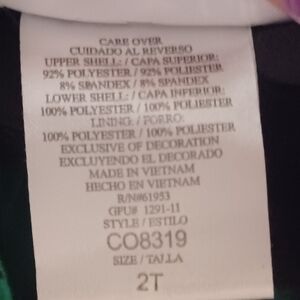 CARE OVER
CUIDADO AL REVERSO
UPPER SHELL: / CAPA SUPERIOR:
92% POLYESTER / 92% POLIESTER
8% SPANDEX / 8% SPANDEX
LOWER SHELL: / CAPA INFERIOR:
100% POLYESTER / 100% POLIESTER
LINING: / FORRO:
100% POLYESTER / 100% POLIESTER
EXCLUSIVE OF DECORATION
EXCLUYENDO EL DECORADO
MADE IN VIETNAM
HECHO EN VIETNAM
R/N#61953
GPU# 1291-11
STYLE / ESTILO
CO8319
SIZE / TALLA
2T